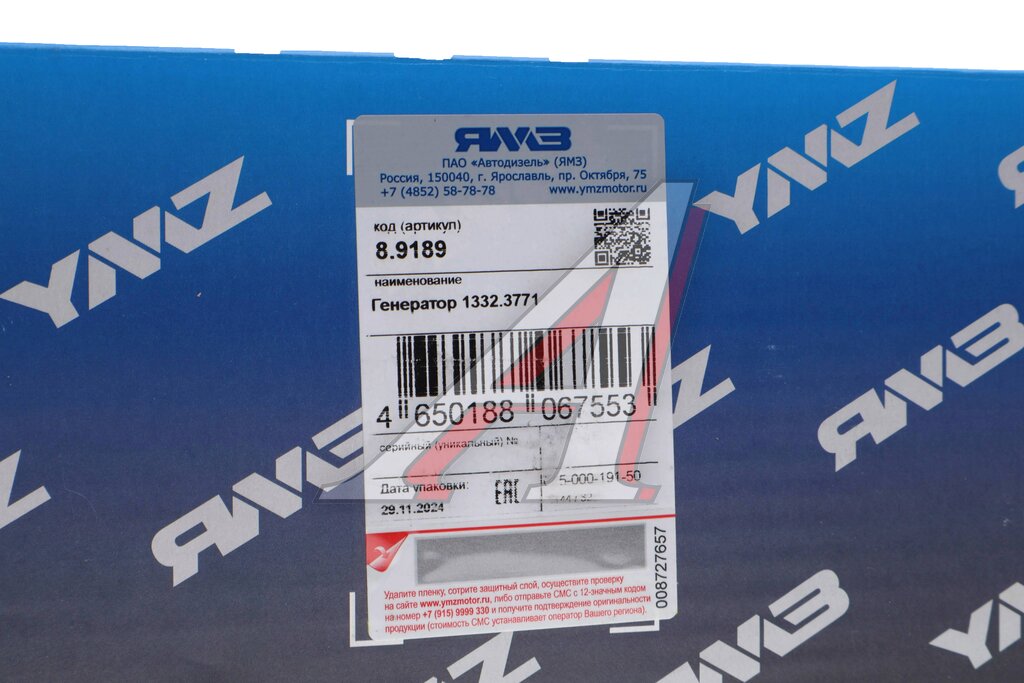 YMZ
YMZ
ЯМЗ
ПАО «Автодизель» (ЯМЗ)
Россия, 150040, г. Ярославль, пр. Октября, 75
+7 (4852) 58-78-78 www.ymzmotor.ru
код (артикул)
8.9189
наименование
Генератор 1332.3771
4 650188 067553
серийный (уникальный) №
Дата упаковки:
29.11.2024
EAC
5-000-191-50
008727657
Удалите пленку, сотрите защитный слой, осуществите проверку
на сайте www.ymzmotor.ru, либо отправьте СМС с 12-значным кодом
на номер +7 (915) 9999 330 и получите подтверждение оригинальности
продукции (стоимость СМС устанавливает оператор Вашего региона).
ЯМЗ
ЯМЗ
ЯМЗ